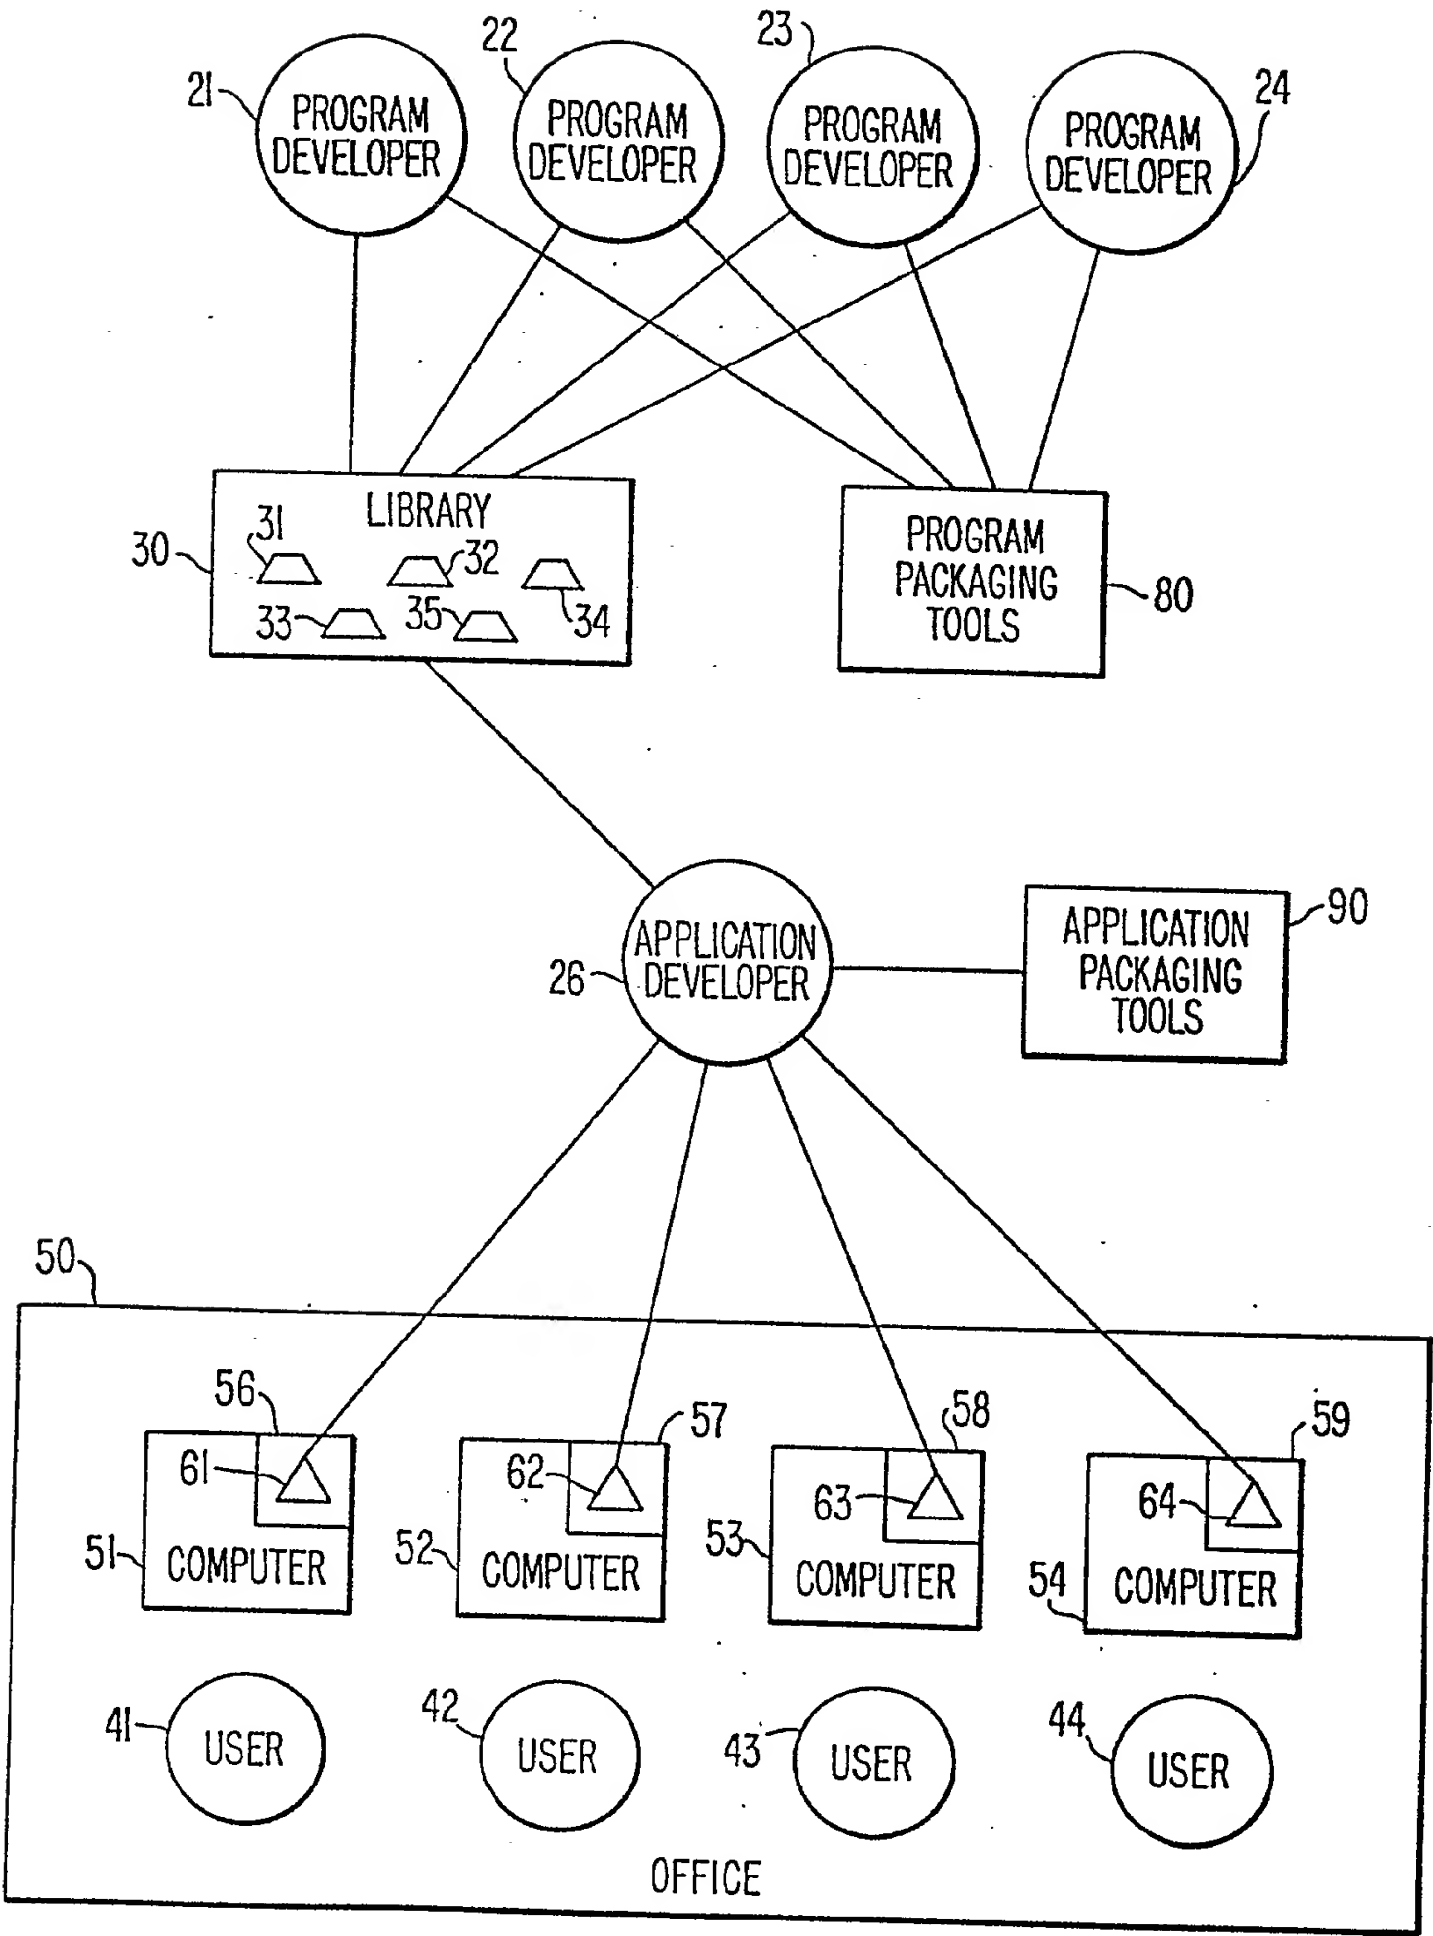 21
PROGRAM
DEVELOPER
22
PROGRAM
DEVELOPER
23
PROGRAM
DEVELOPER
24
PROGRAM
DEVELOPER
30
LIBRARY
31
32
34
33
35
PROGRAM
PACKAGING
TOOLS
80
26
APPLICATION
DEVELOPER
APPLICATION
PACKAGING
TOOLS
90
50
56
61
51
COMPUTER
57
62
52
COMPUTER
58
63
53
COMPUTER
59
64
54
COMPUTER
41
USER
42
USER
43
USER
44
USER
OFFICE